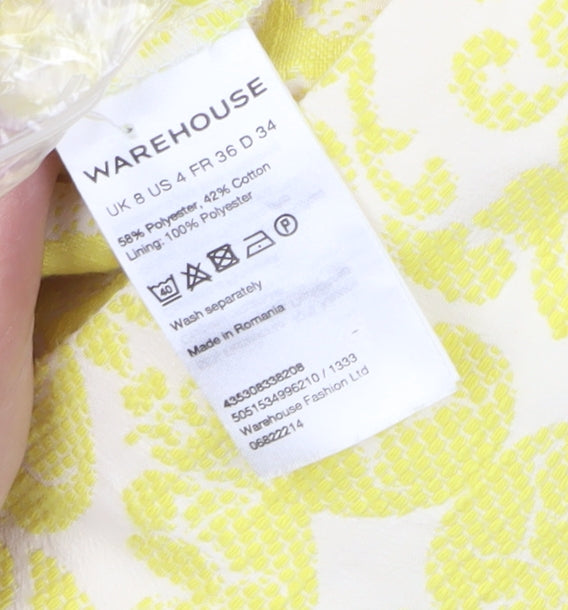 WAREHOUSE
UK 8 US 4 FR 36 D 34
58% Polyester, 42% Cotton
Lining: 100% Polyester
40 P
Wash separately
Made in Romania
435308338208
5051534996210 / 1333
Warehouse Fashion Ltd
06822214